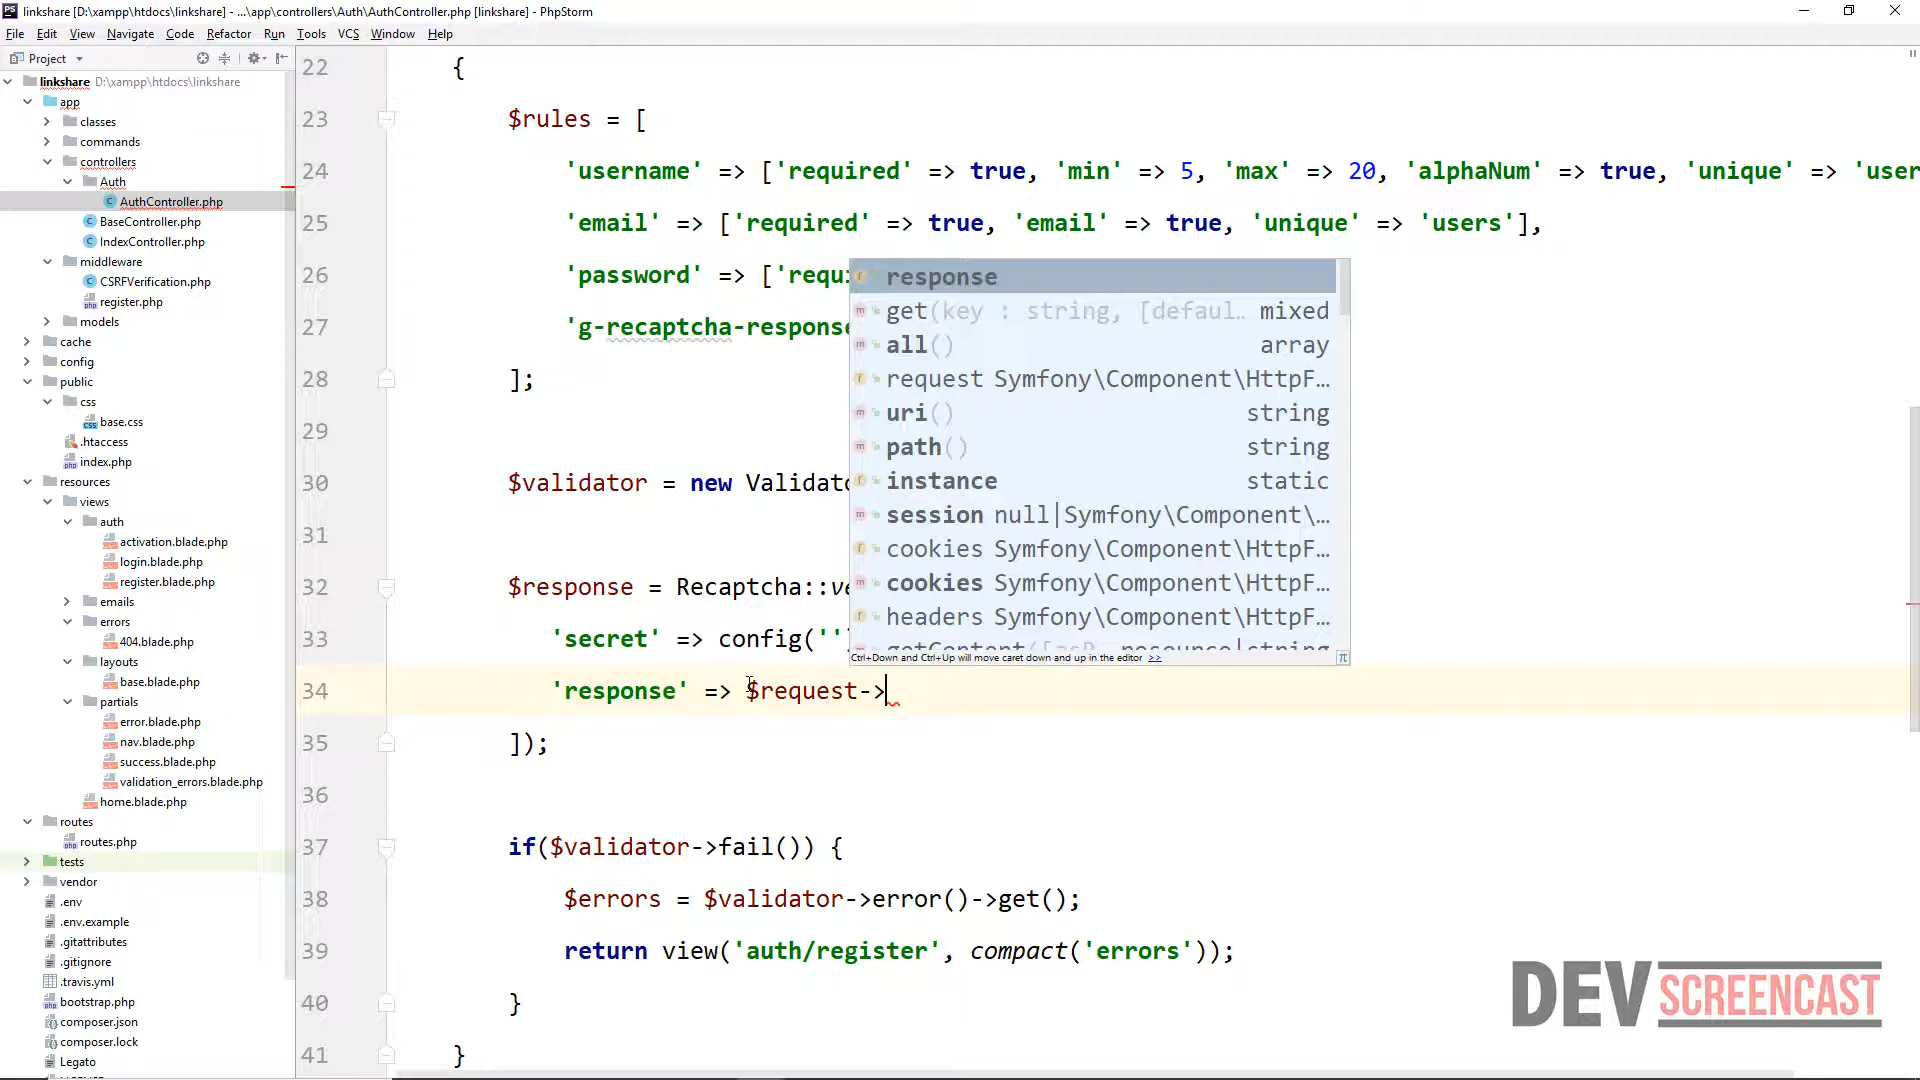 linkshare [D:\xampp\htdocs\linkshare] - ...\app\controllers\Auth\AuthController.php [linkshare] - PhpStorm
File Edit View Navigate Code Refactor Run Tools VCS Window Help
Project
linkshare D:\xampp\htdocs\linkshare
app
classes
commands
controllers
Auth
AuthController.php
BaseController.php
IndexController.php
middleware
CSRFVerification.php
register.php
models
cache
config
public
css
base.css
.htaccess
index.php
resources
views
auth
activation.blade.php
login.blade.php
register.blade.php
emails
errors
404.blade.php
layouts
base.blade.php
partials
error.blade.php
nav.blade.php
success.blade.php
validation_errors.blade.php
home.blade.php
routes
routes.php
tests
vendor
.env
.env.example
.gitattributes
.gitignore
.travis.yml
bootstrap.php
composer.json
composer.lock
Legato
22 {
23 $rules = [
24 'username' => ['required' => true, 'min' => 5, 'max' => 20, 'alphaNum' => true, 'unique' => 'user
25 'email' => ['required' => true, 'email' => true, 'unique' => 'users'],
26 'password' => ['requi
27 'g-recaptcha-response
28 ];
29
30 $validator = new Validato
31
32 $response = Recaptcha::ve
33 'secret' => config(''
34 'response' => $request->
35 ]);
36
37 if($validator->fail()) {
38 $errors = $validator->error()->get();
39 return view('auth/register', compact('errors'));
40 }
41 }
response
get(key : string, [defaul... mixed
all() array
request Symfony\Component\HttpF...
uri() string
path() string
instance static
session null|Symfony\Component\...
cookies Symfony\Component\HttpF...
cookies Symfony\Component\HttpF...
headers Symfony\Component\HttpF...
Ctrl+Down and Ctrl+Up will move caret down and up in the editor >>
DEVSCREENCAST